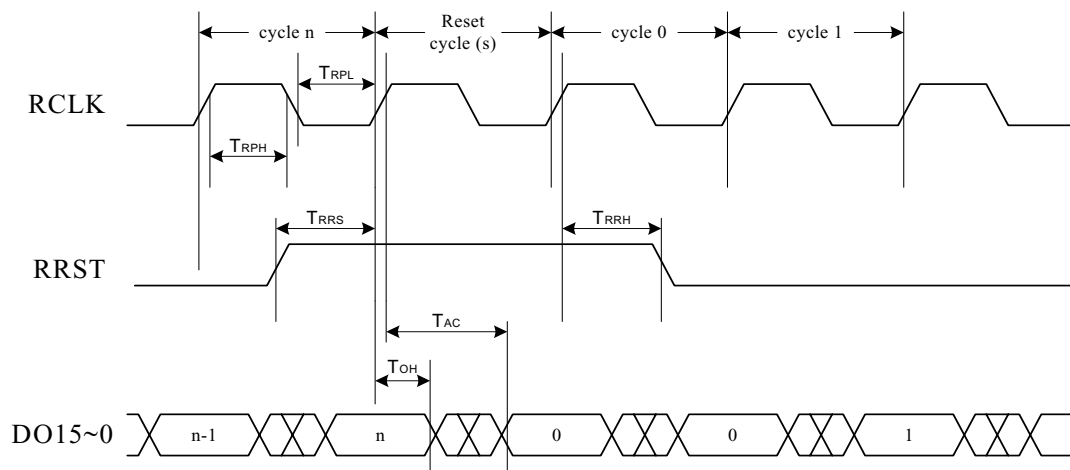 cycle n
Reset
cycle (s)
cycle 0
cycle 1
RCLK
TRPL
TRPH
RRST
TRRS
TRRH
TAC
TOH
DO15~0
n-1
n
0
0
1